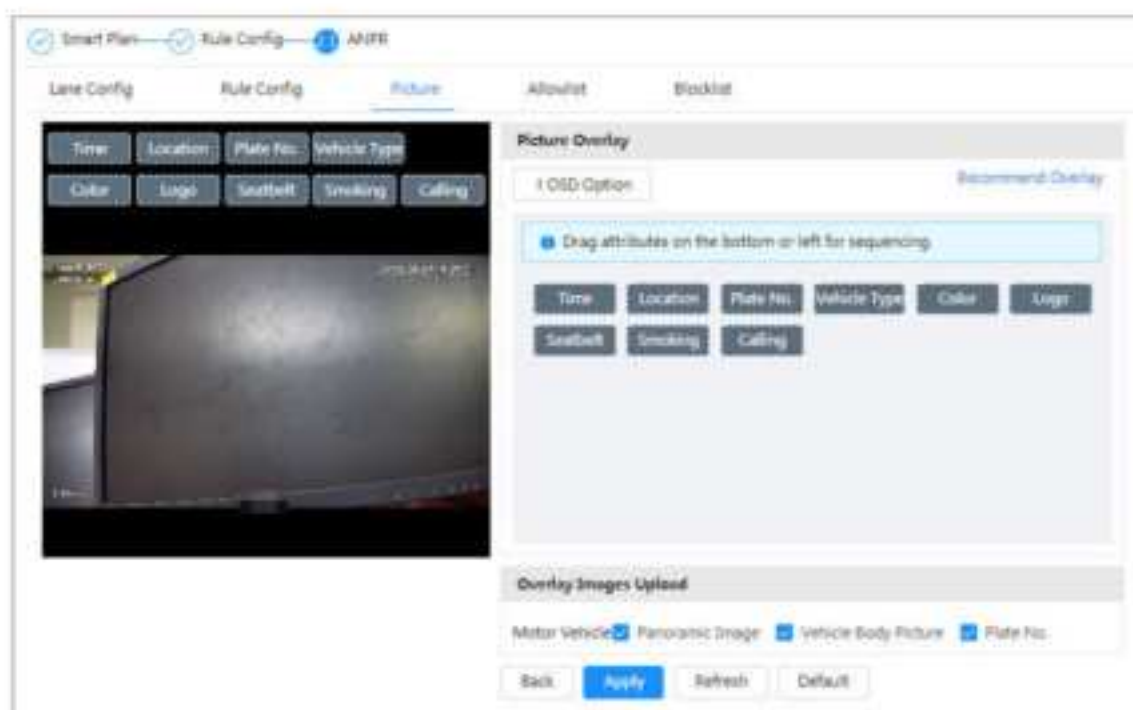 Smart Plan Rule Config ANPR
Lane Config Rule Config Picture Allowlist Blocklist
Time Location Plate No. Vehicle Type
Color Logo Seatbelt Smoking Calling
Picture Overlay
OSD Option Recommend Overlay
Drag attributes on the bottom or left for sequencing.
Time Location Plate No. Vehicle Type Color Logo
Seatbelt Smoking Calling
Overlay Images Upload
Motor Vehicle Panoramic Image Vehicle Body Picture Plate No.
Back Apply Refresh Default